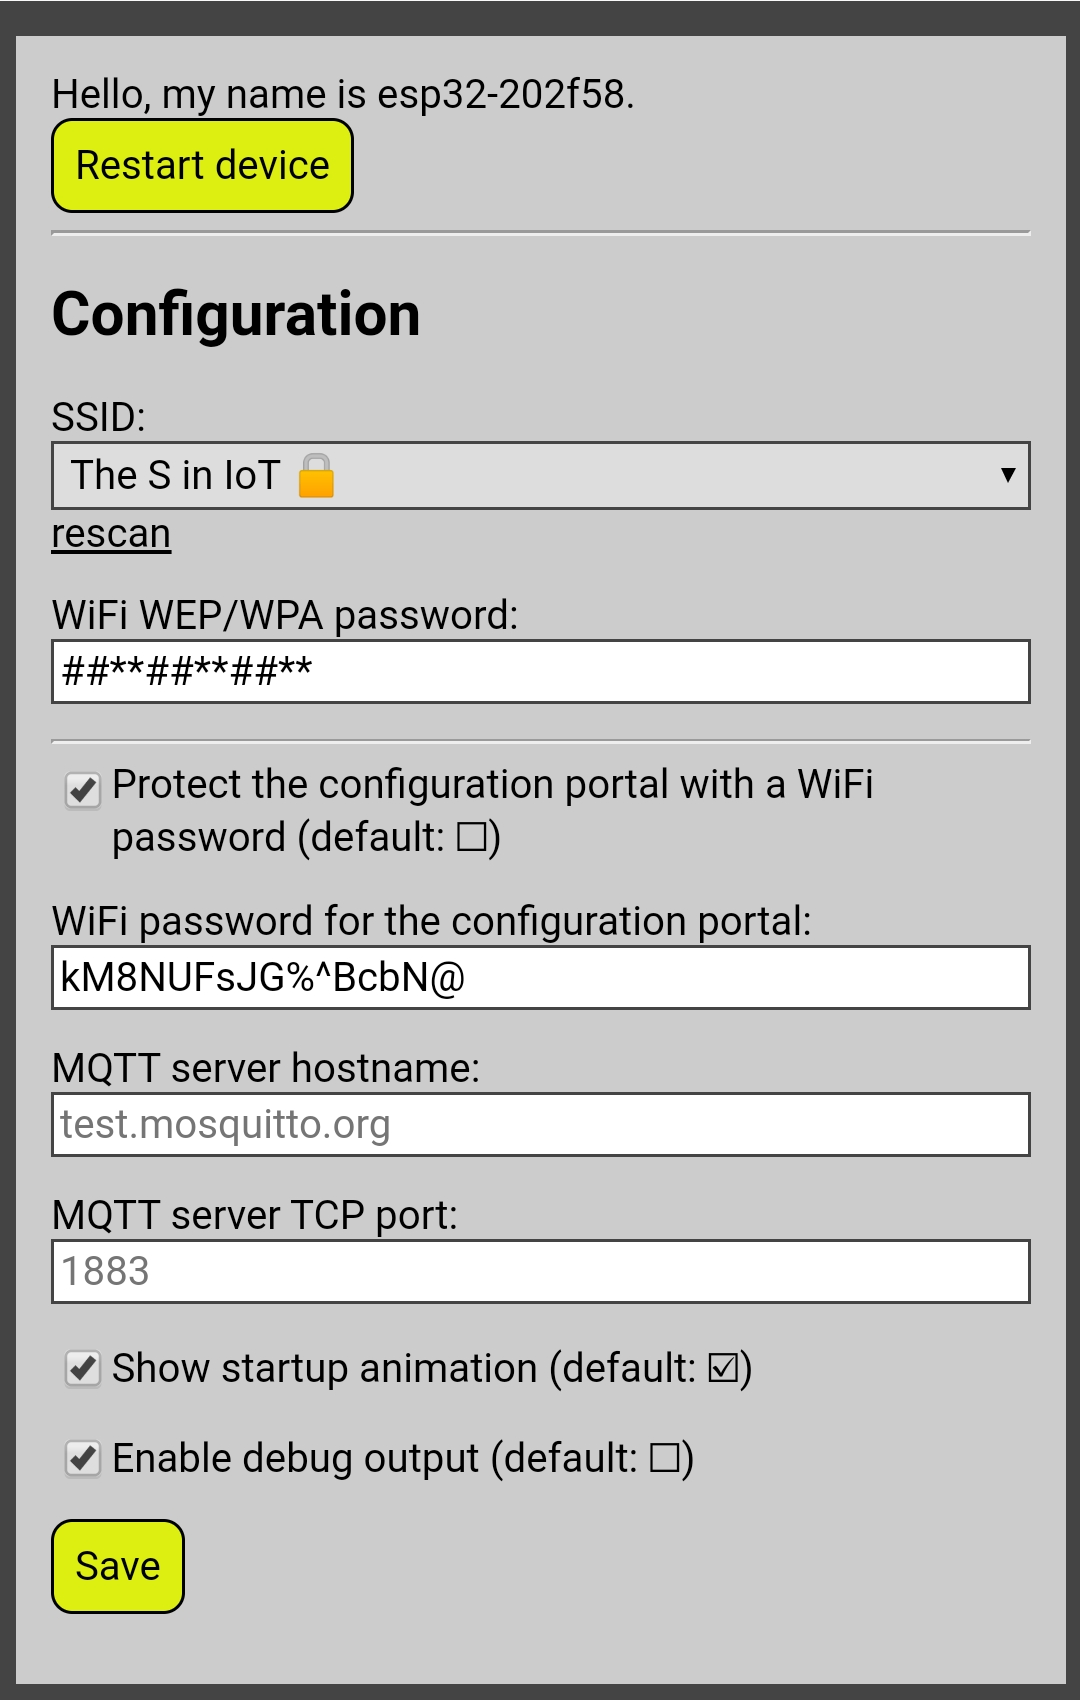 Hello, my name is esp32-202f58.
Restart device
Configuration
SSID:
The S in IoT 🔒
rescan
WiFi WEP/WPA password:
##**##**##**
Protect the configuration portal with a WiFi
password (default: ☐)
WiFi password for the configuration portal:
kM8NUFsJG%^BcbN@
MQTT server hostname:
test.mosquitto.org
MQTT server TCP port:
1883
Show startup animation (default: ☑)
Enable debug output (default: ☐)
Save